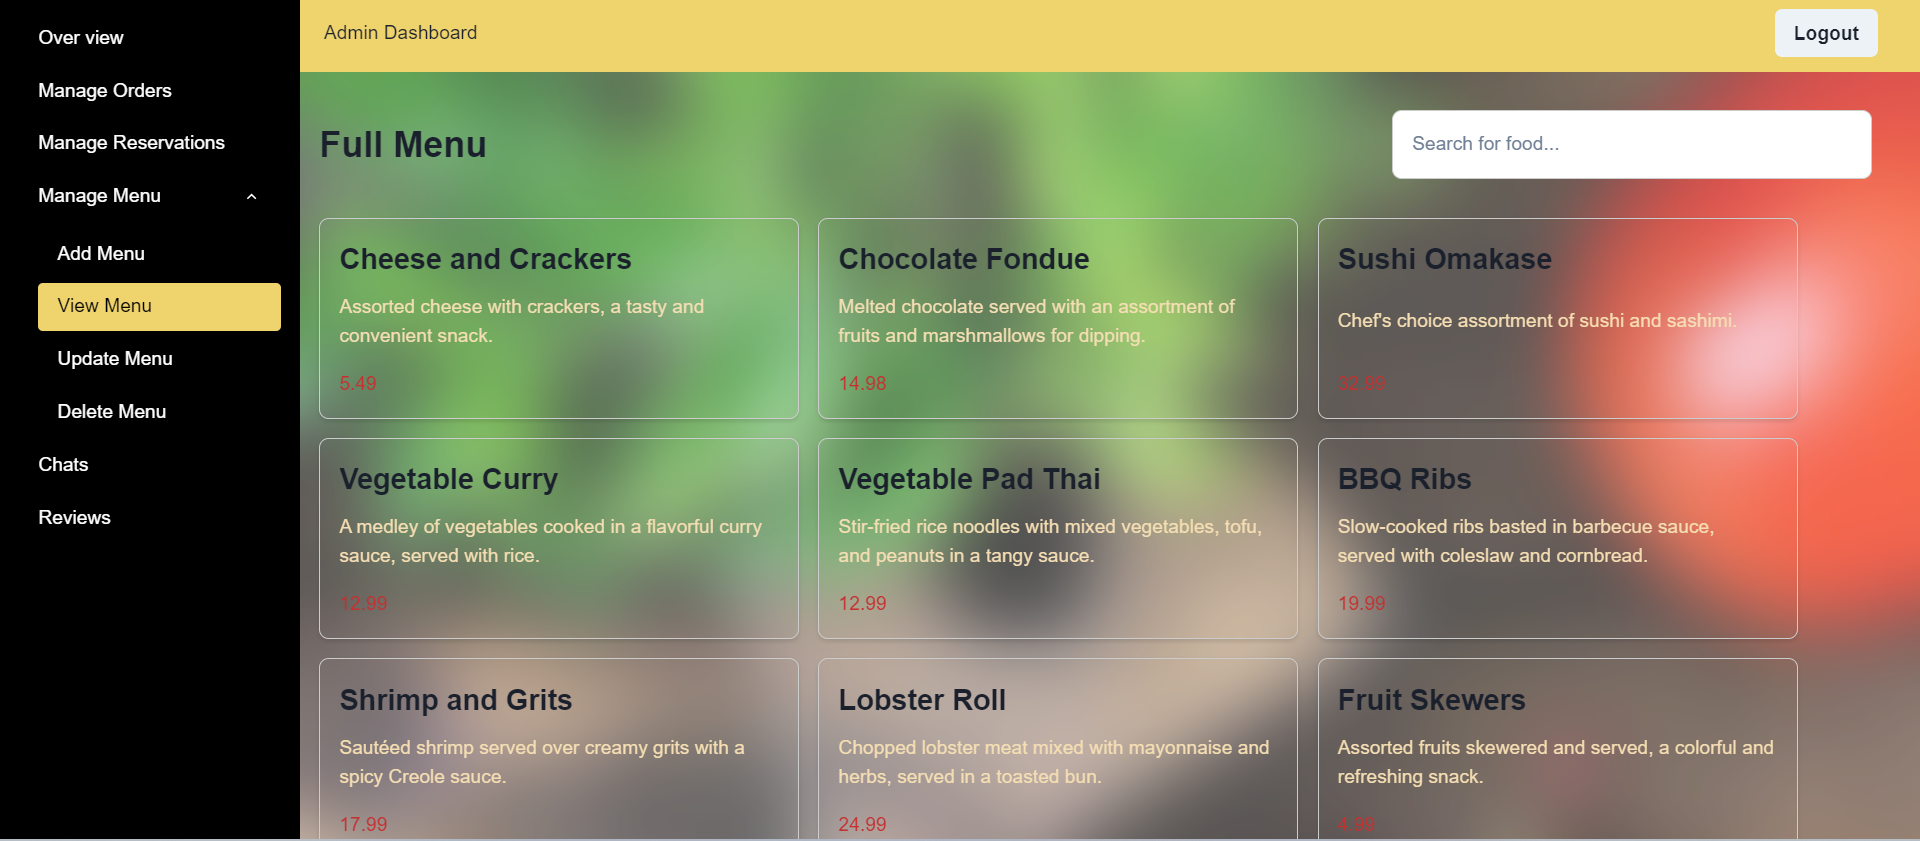 Over view
Manage Orders
Manage Reservations
Manage Menu
Add Menu
View Menu
Update Menu
Delete Menu
Chats
Reviews
Admin Dashboard
Logout
Full Menu
Search for food...
Cheese and Crackers
Assorted cheese with crackers, a tasty and
convenient snack.
5.49
Chocolate Fondue
Melted chocolate served with an assortment of
fruits and marshmallows for dipping.
14.98
Sushi Omakase
Chef's choice assortment of sushi and sashimi.
32.99
Vegetable Curry
A medley of vegetables cooked in a flavorful curry
sauce, served with rice.
12.99
Vegetable Pad Thai
Stir-fried rice noodles with mixed vegetables, tofu,
and peanuts in a tangy sauce.
12.99
BBQ Ribs
Slow-cooked ribs basted in barbecue sauce,
served with coleslaw and cornbread.
19.99
Shrimp and Grits
Sautéed shrimp served over creamy grits with a
spicy Creole sauce.
17.99
Lobster Roll
Chopped lobster meat mixed with mayonnaise and
herbs, served in a toasted bun.
24.99
Fruit Skewers
Assorted fruits skewered and served, a colorful and
refreshing snack.
4.99